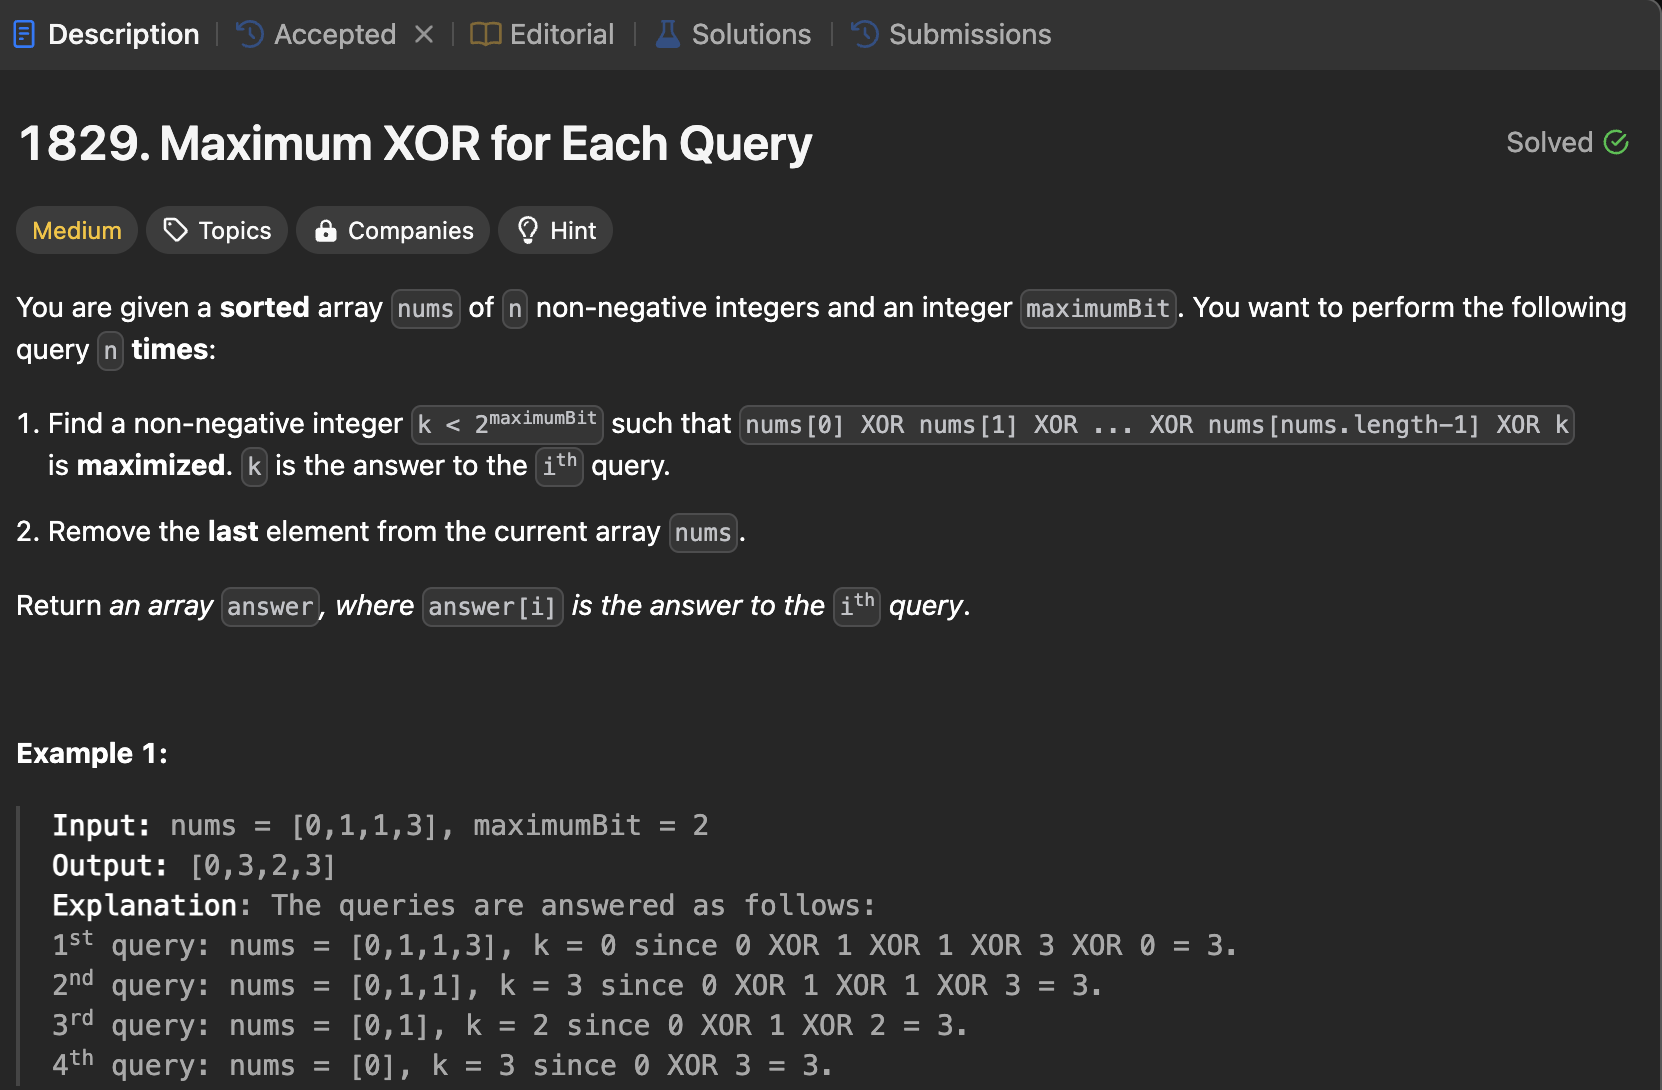 Description Accepted Editorial Solutions Submissions
1829. Maximum XOR for Each Query Solved
Medium Topics Companies Hint
You are given a sorted array nums of n non-negative integers and an integer maximumBit. You want to perform the following
query n times:
1. Find a non-negative integer k < 2^maximumBit such that nums[0] XOR nums[1] XOR ... XOR nums[nums.length-1] XOR k
is maximized. k is the answer to the i^th query.
2. Remove the last element from the current array nums.
Return an array answer, where answer[i] is the answer to the i^th query.
Example 1:
Input: nums = [0,1,1,3], maximumBit = 2
Output: [0,3,2,3]
Explanation: The queries are answered as follows:
1^st query: nums = [0,1,1,3], k = 0 since 0 XOR 1 XOR 1 XOR 3 XOR 0 = 3.
2^nd query: nums = [0,1,1], k = 3 since 0 XOR 1 XOR 1 XOR 3 = 3.
3^rd query: nums = [0,1], k = 2 since 0 XOR 1 XOR 2 = 3.
4^th query: nums = [0], k = 3 since 0 XOR 3 = 3.